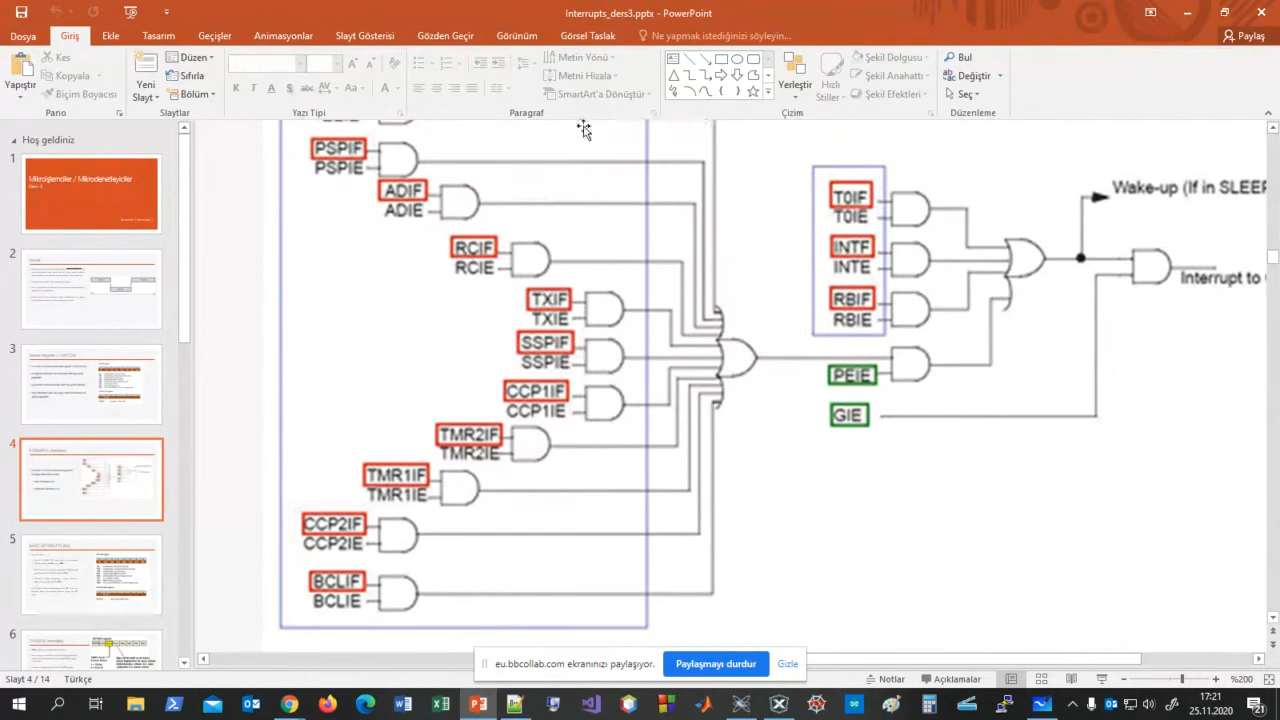 Interrupts_ders3.pptx - PowerPoint
Dosya Giriş Ekle Tasarım Geçişler Animasyonlar Slayt Gösterisi Gözden Geçir Görünüm Görsel Taslak Ne yapmak istediğinizi söyleyin... Paylaş
Yapıştır
Kes
Kopyala
Biçim Boyacısı
Pano
Yeni Slayt
Düzen
Sıfırla
Bölüm
Slaytlar
Yazı Tipi
Metin Yönü
Metni Hizala
SmartArt'a Dönüştür
Paragraf
Yerleştir
Hızlı Stiller
Şekil Dolgusu
Şekil Anahattı
Şekil Efektleri
Çizim
Bul
Değiştir
Seç
Düzenleme
Hoş geldiniz
1
Mikroişlemciler / Mikrodenetleyiciler
2
3
4
5
6
PSPIF
PSPIE
ADIF
ADIE
RCIF
RCIE
TXIF
TXIE
SSPIF
SSPIE
CCP1IF
CCP1IE
TMR2IF
TMR2IE
TMR1IF
TMR1IE
CCP2IF
CCP2IE
BCLIF
BCLIE
T0IF
T0IE
INTF
INTE
RBIF
RBIE
PEIE
GIE
Wake-up (If in SLEEP
Interrupt to
eu.bbcollab.com ekranınızı paylaşıyor. Paylaşmayı durdur Gizle
Türkçe Notlar Açıklamalar %200
17:21
25.11.2020